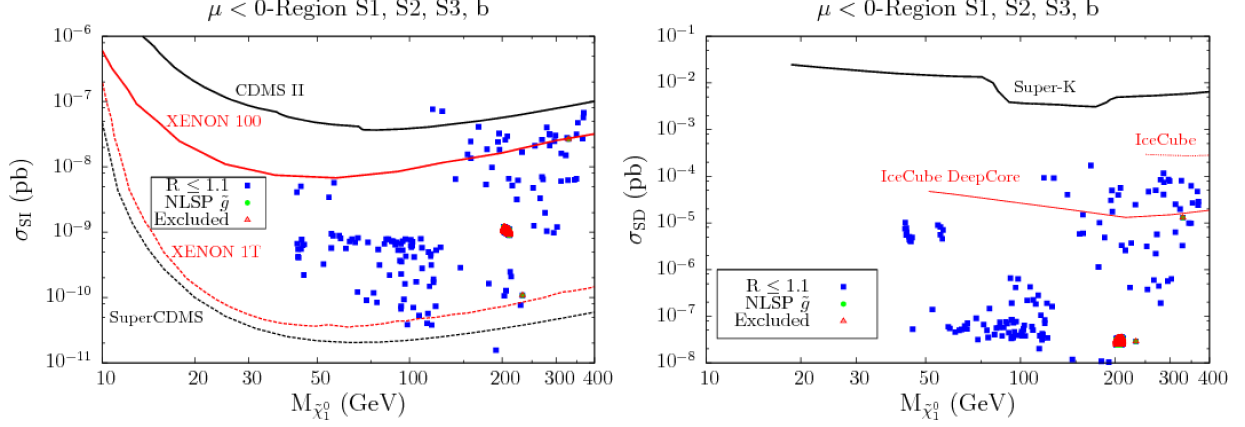 μ < 0-Region S1, S2, S3, b
10⁻⁶
10⁻⁷
10⁻⁸
10⁻⁹
10⁻¹⁰
10⁻¹¹
σSI (pb)
CDMS II
XENON 100
R ≤ 1.1
NLSP g̃
Excluded
XENON 1T
SuperCDMS
10 20 30 50 100 200 300 400
Mχ̃⁰₁ (GeV)
μ < 0-Region S1, S2, S3, b
10⁻¹
10⁻²
10⁻³
10⁻⁴
10⁻⁵
10⁻⁶
10⁻⁷
10⁻⁸
σSD (pb)
Super-K
IceCube
IceCube DeepCore
R ≤ 1.1
NLSP g̃
Excluded
10 20 30 50 100 200 300 400
Mχ̃⁰₁ (GeV)